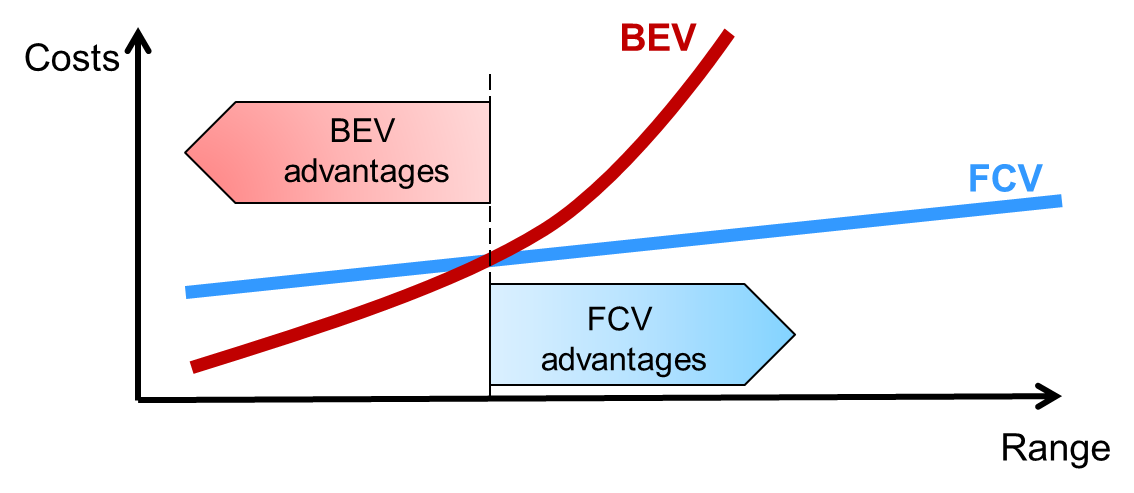 Costs
BEV
BEV
advantages
FCV
FCV
advantages
Range